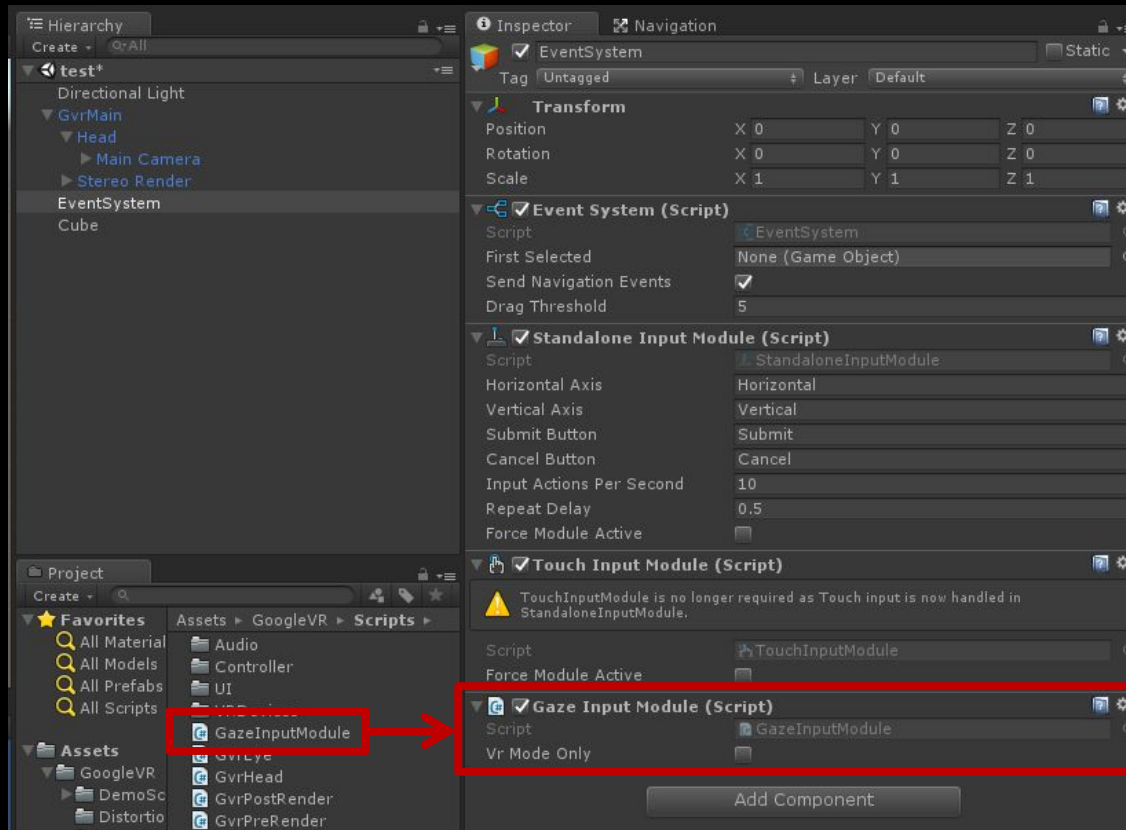 Hierarchy
Create
All
test*
Directional Light
GvrMain
Head
Main Camera
Stereo Render
EventSystem
Cube
Project
Create
Favorites
All Material
All Models
All Prefabs
All Scripts
Assets
GoogleVR
DemoSc
Distortio
Assets GoogleVR Scripts
Audio
Controller
UI
GazeInputModule
GvrEye
GvrHead
GvrPostRender
GvrPreRender
Inspector Navigation
EventSystem Static
Tag Untagged Layer Default
Transform
Position X 0 Y 0 Z 0
Rotation X 0 Y 0 Z 0
Scale X 1 Y 1 Z 1
Event System (Script)
Script EventSystem
First Selected None (Game Object)
Send Navigation Events
Drag Threshold 5
Standalone Input Module (Script)
Script StandaloneInputModule
Horizontal Axis Horizontal
Vertical Axis Vertical
Submit Button Submit
Cancel Button Cancel
Input Actions Per Second 10
Repeat Delay 0.5
Force Module Active
Touch Input Module (Script)
TouchInputModule is no longer required as Touch input is now handled in
StandaloneInputModule.
Script TouchInputModule
Force Module Active
Gaze Input Module (Script)
Script GazeInputModule
Vr Mode Only
Add Component